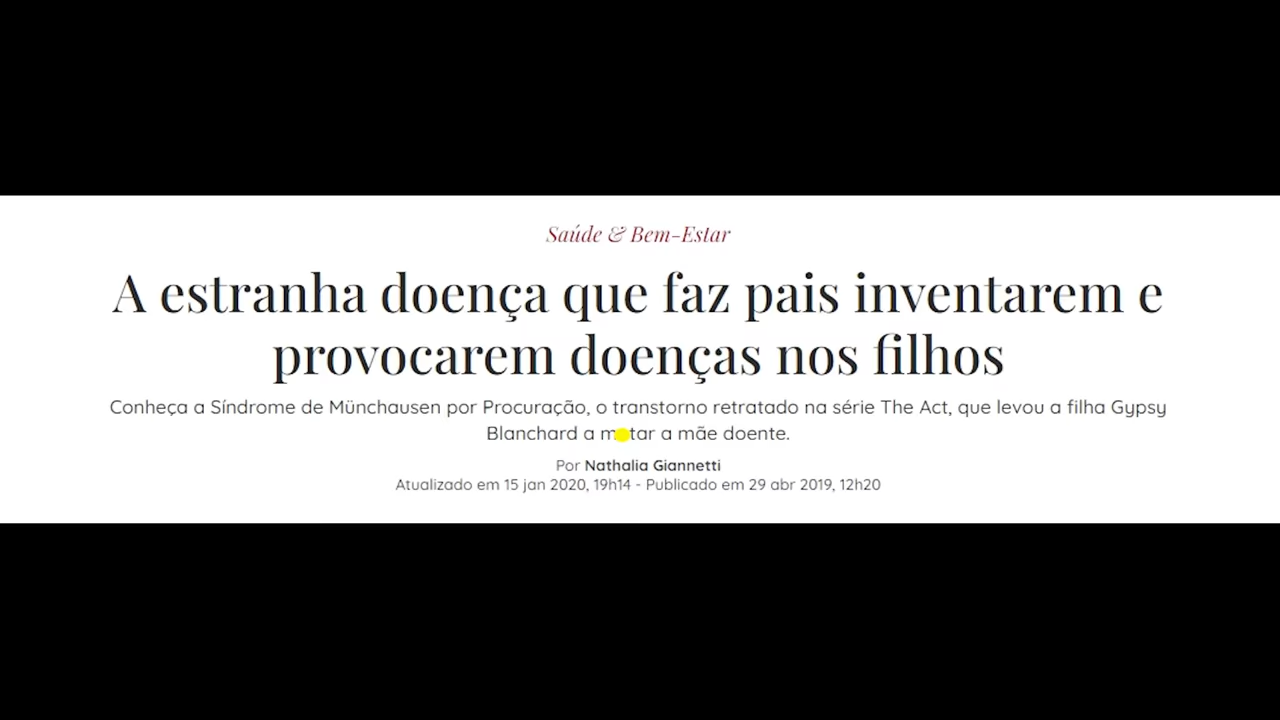 Saúde & Bem-Estar
A estranha doença que faz pais inventarem e
provocarem doenças nos filhos
Conheça a Síndrome de Münchausen por Procuração, o transtorno retratado na série The Act, que levou a filha Gypsy
Blanchard a matar a mãe doente.
Por Nathalia Giannetti
Atualizado em 15 jan 2020, 19h14 - Publicado em 29 abr 2019, 12h20